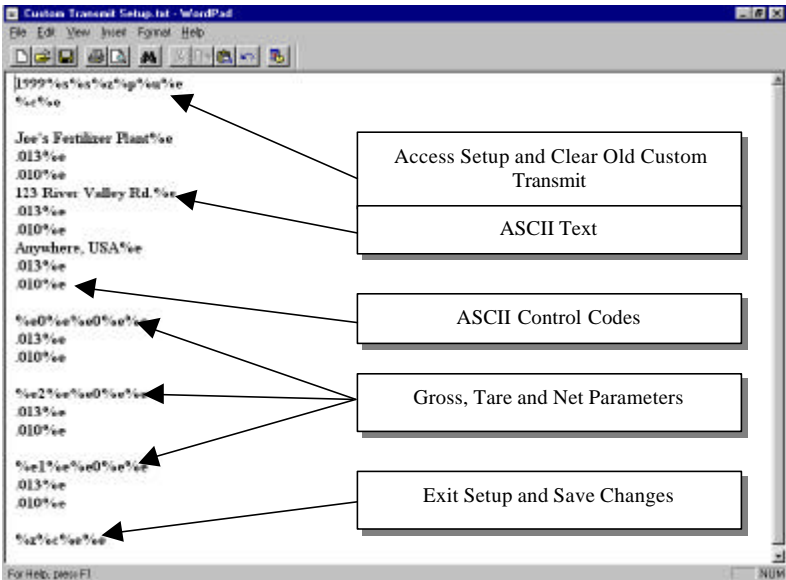 Custom Transmit Setup.txt - WordPad
File Edit View Insert Format Help
1999%s%s%z%p%u%e
%c%e
Joe's Fertilizer Plant%e
.013%e
.010%e
123 River Valley Rd.%e
.013%e
.010%e
Anywhere, USA%e
.013%e
.010%e
%e0%e%e0%e%e
.013%e
.010%e
%e2%e%e0%e%e
.013%e
.010%e
%e1%e%e0%e%e
.013%e
.010%e
%z%c%e%e
Access Setup and Clear Old Custom
Transmit
ASCII Text
ASCII Control Codes
Gross, Tare and Net Parameters
Exit Setup and Save Changes
For Help, press F1
NUM